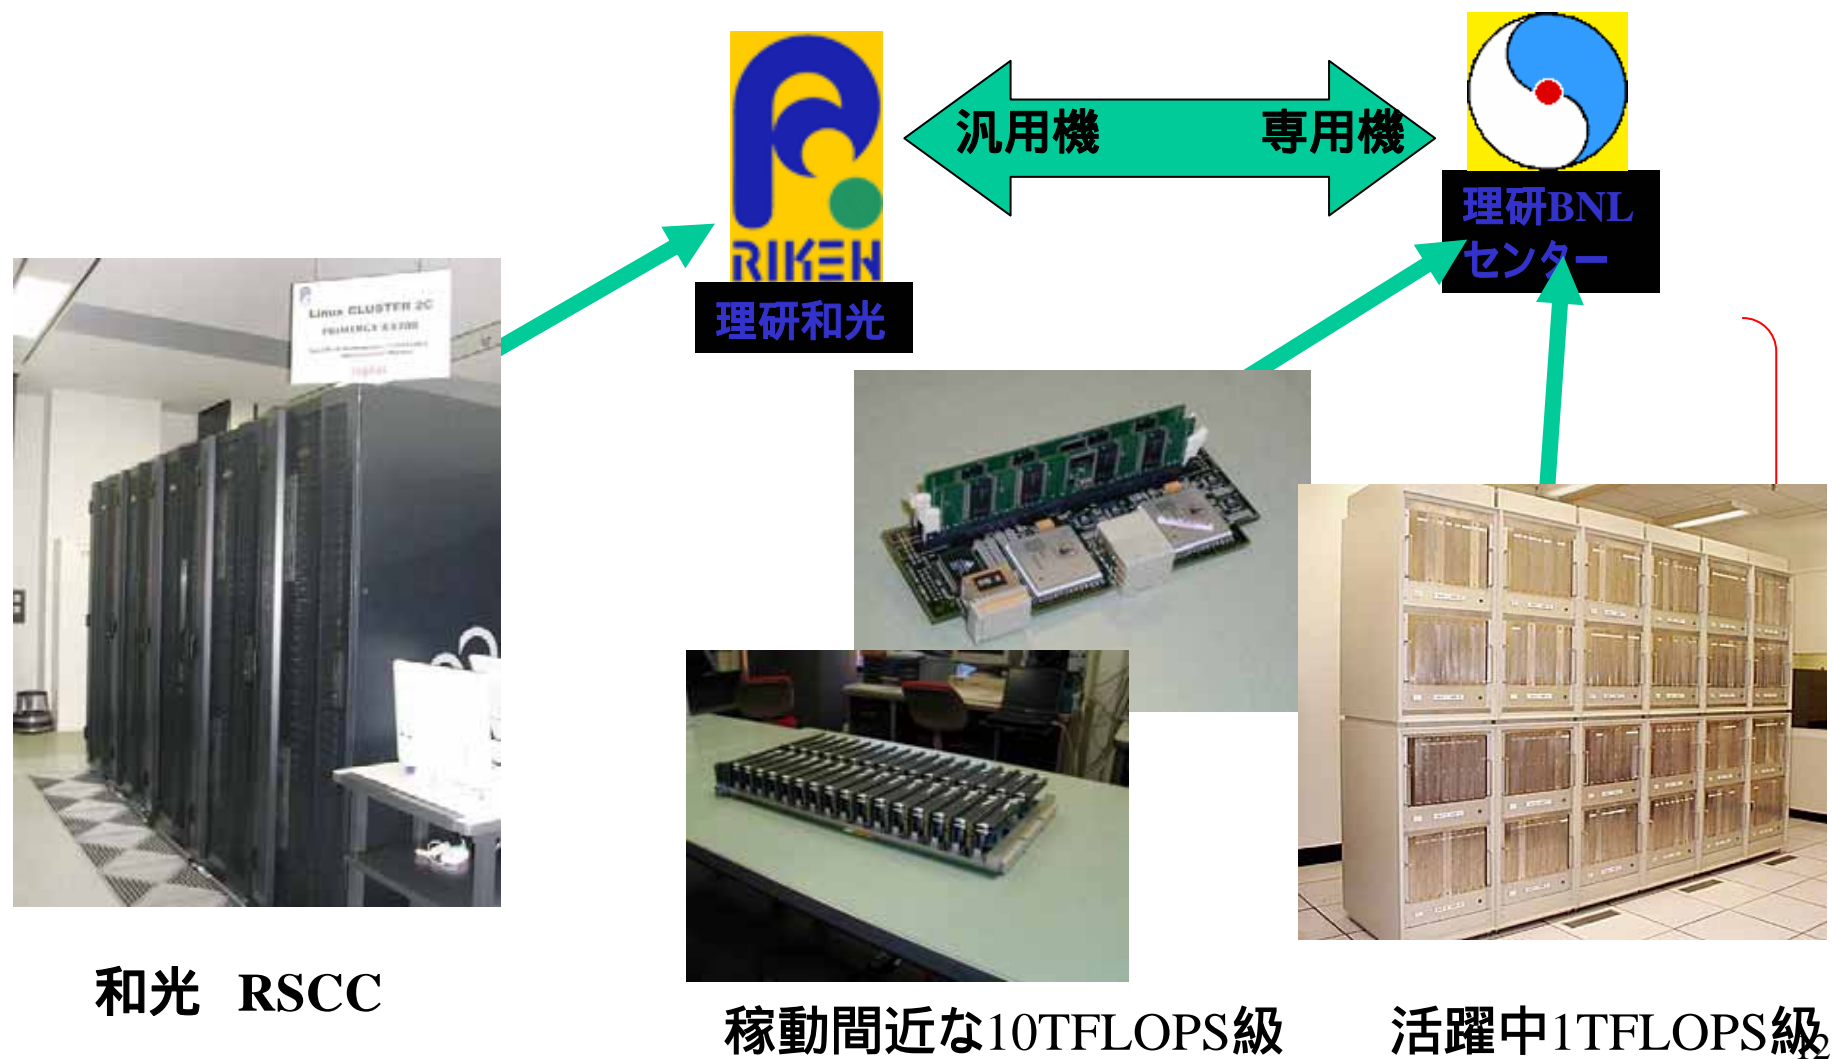 汎用機 専用機
RIKEN
理研和光
理研BNL
センター
Linux CLUSTER 2C
和光 RSCC
稼動間近な10TFLOPS級
活躍中1TFLOPS級